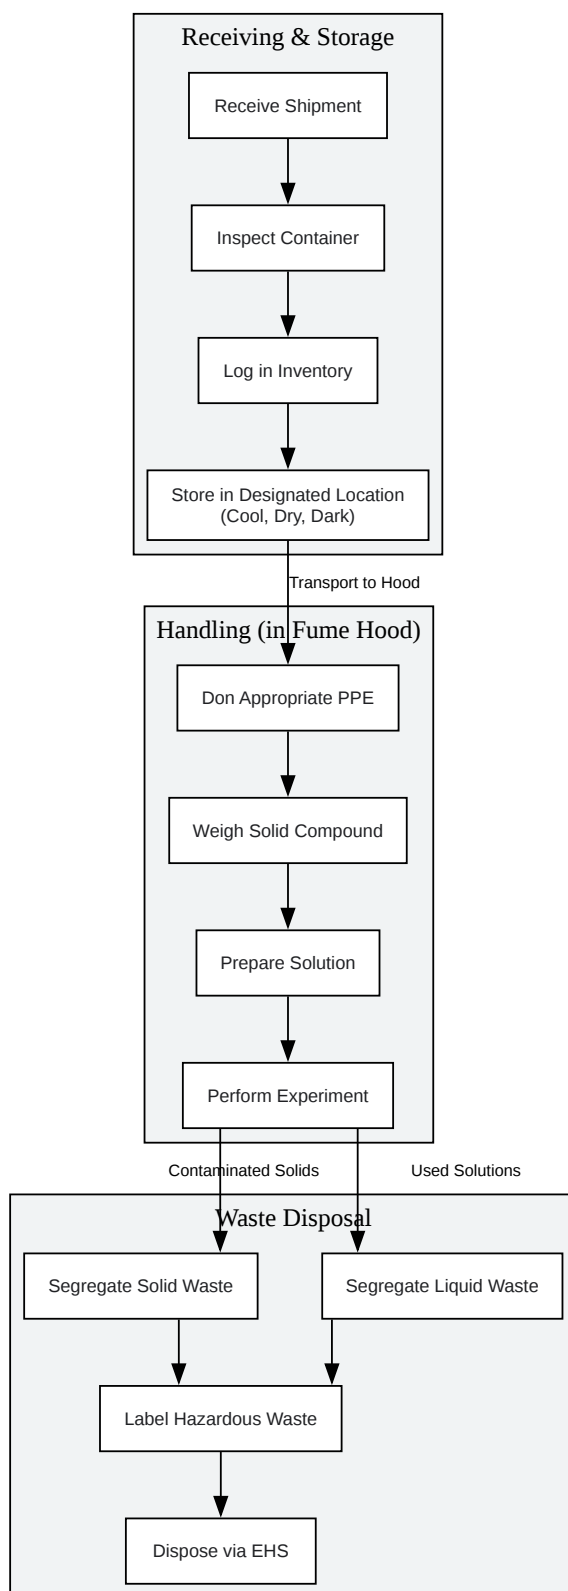 Receiving & Storage
Receive Shipment
Inspect Container
Log in Inventory
Store in Designated Location
(Cool, Dry, Dark)
Transport to Hood
Handling (in Fume Hood)
Don Appropriate PPE
Weigh Solid Compound
Prepare Solution
Perform Experiment
Contaminated Solids
Used Solutions
Waste Disposal
Segregate Solid Waste
Segregate Liquid Waste
Label Hazardous Waste
Dispose via EHS